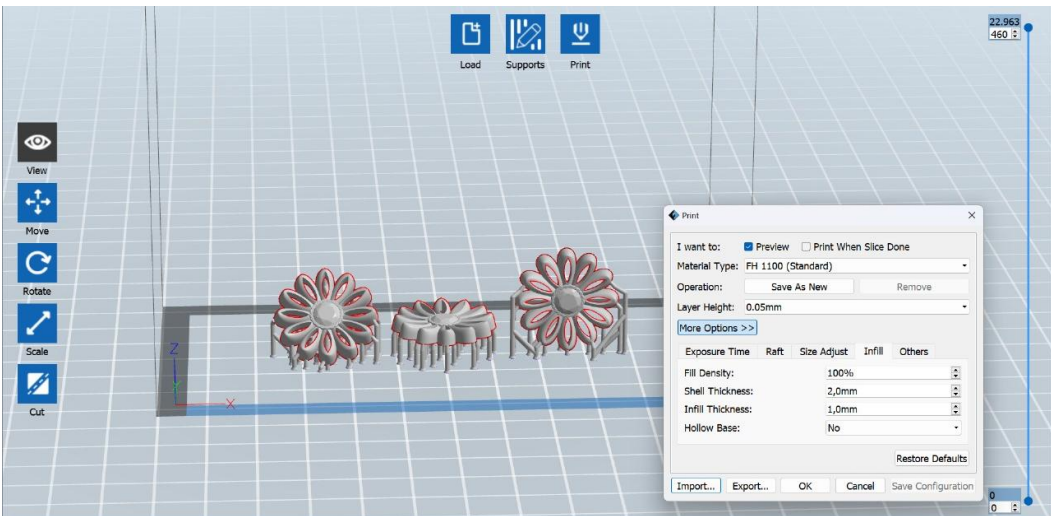 22.963
460
Load Supports Print
View
Move
Rotate
Scale
Cut
Z
Y
X
Print
I want to: Preview Print When Slice Done
Material Type: FH 1100 (Standard)
Operation: Save As New Remove
Layer Height: 0.05mm
More Options >>
Exposure Time Raft Size Adjust Infill Others
Fill Density: 100%
Shell Thickness: 2,0mm
Infill Thickness: 1,0mm
Hollow Base: No
Restore Defaults
Import... Export... OK Cancel Save Configuration
0
0